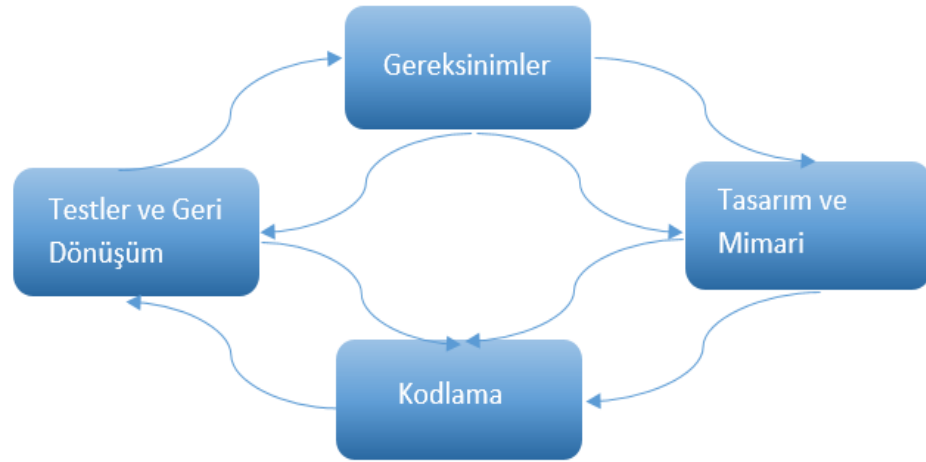 Gereksinimler
Testler ve Geri
Dönüşüm
Tasarım ve
Mimari
Kodlama